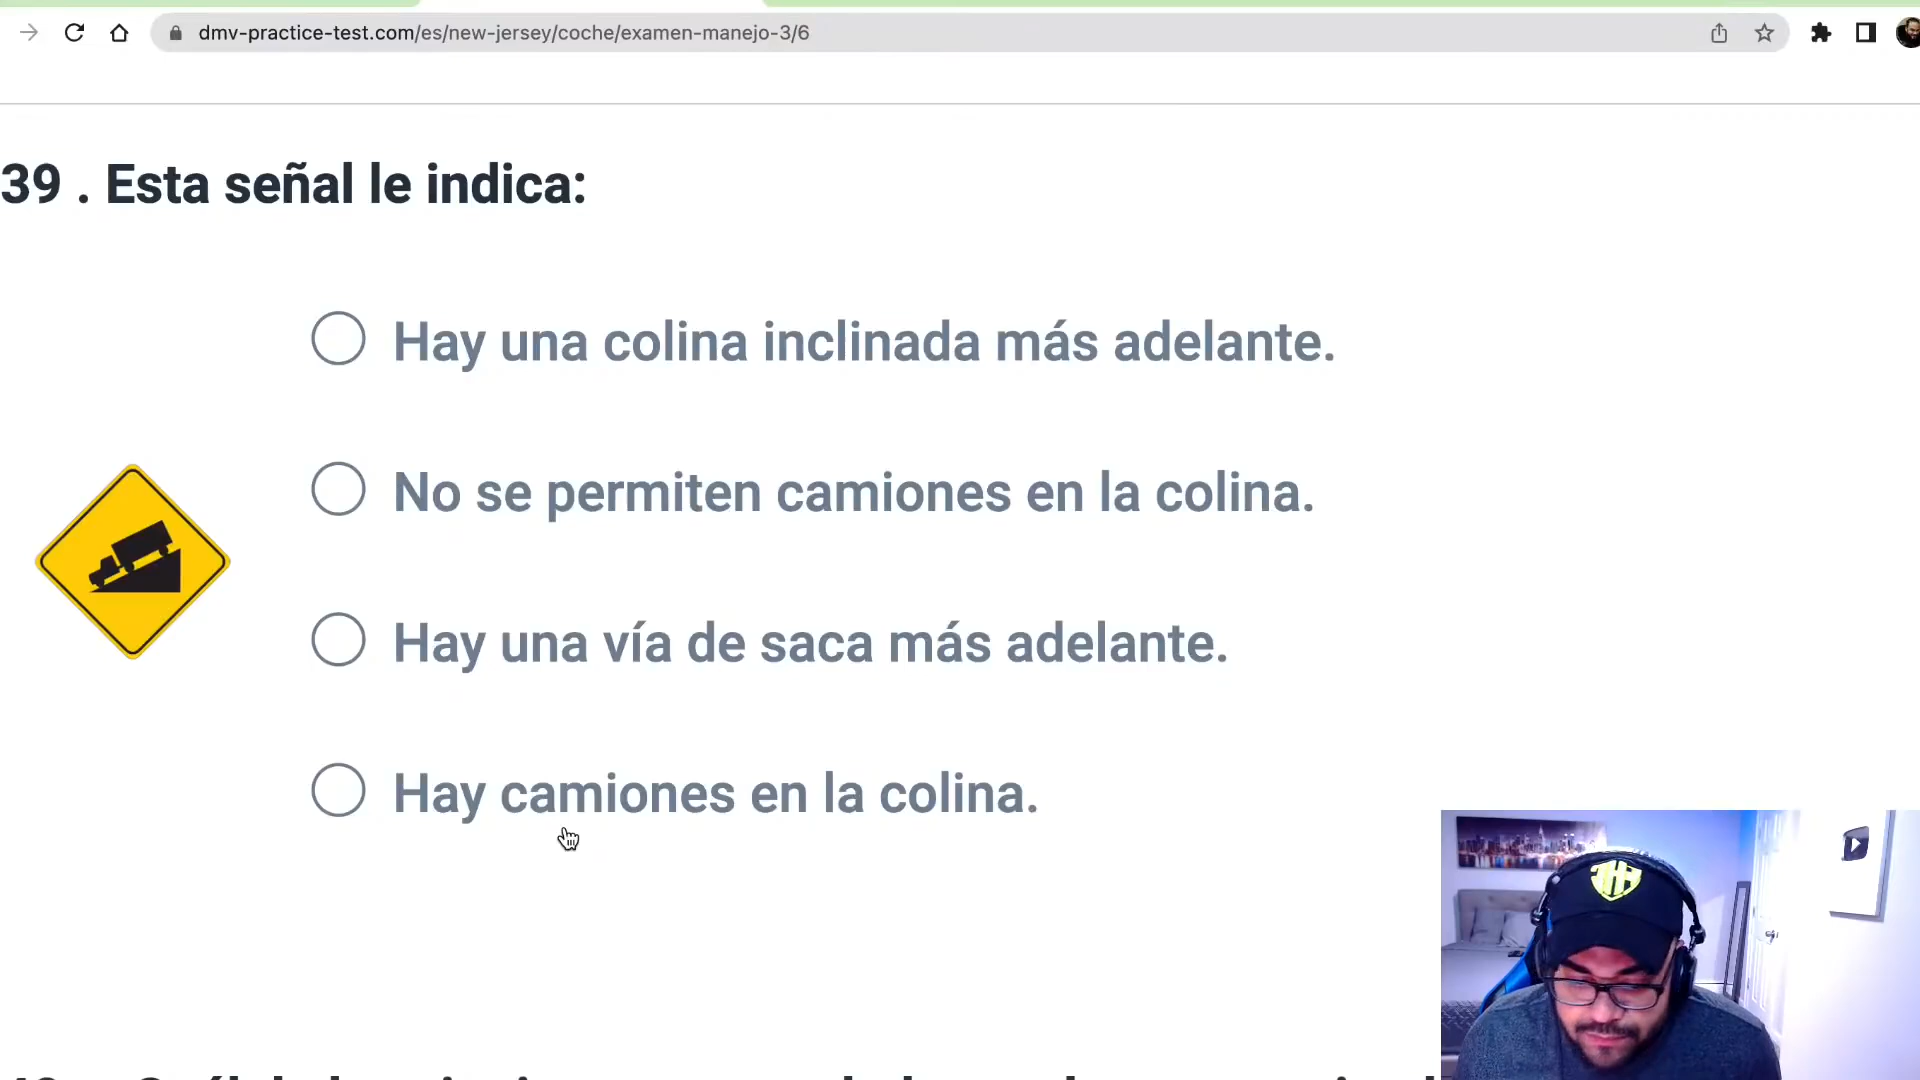 dmv-practice-test.com/es/new-jersey/coche/examen-manejo-3/6
39 . Esta señal le indica:
Hay una colina inclinada más adelante.
No se permiten camiones en la colina.
Hay una vía de saca más adelante.
Hay camiones en la colina.